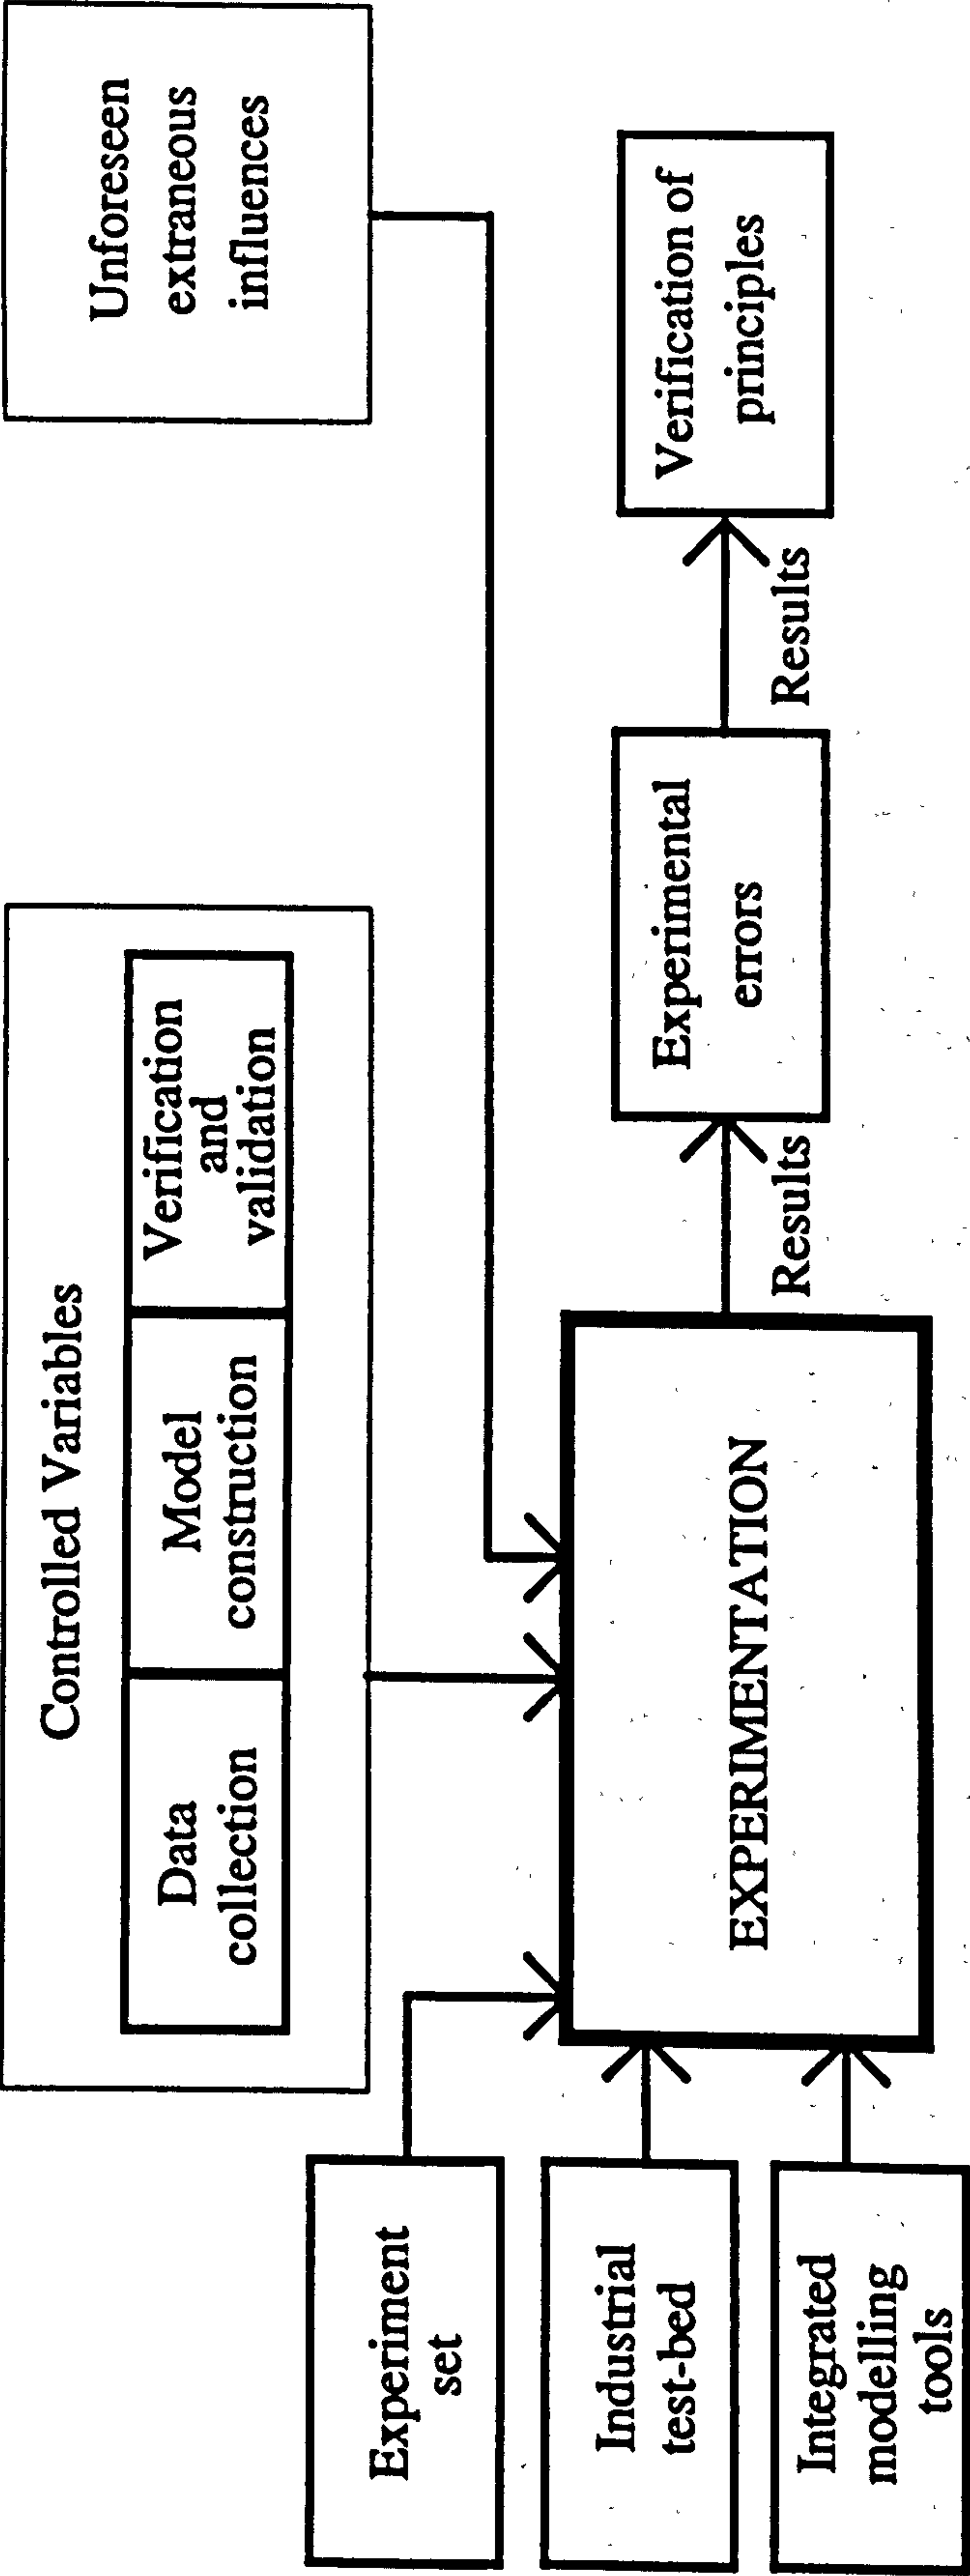 Controlled Variables
Data
collection
Model
construction
Verification
and
validation
Unforeseen
extraneous
influences
Experiment
set
Industrial
test-bed
Integrated
modelling
tools
EXPERIMENTATION
Results
Experimental
errors
Results
Verification of
principles